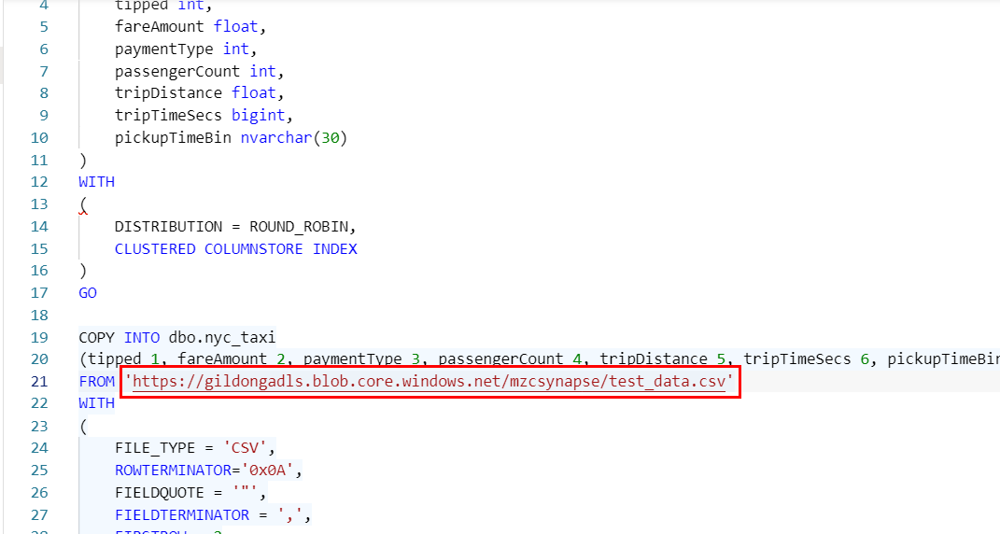 4 tipped int,
5 fareAmount float,
6 paymentType int,
7 passengerCount int,
8 tripDistance float,
9 tripTimeSecs bigint,
10 pickupTimeBin nvarchar(30)
11 )
12 WITH
13 (
14 DISTRIBUTION = ROUND_ROBIN,
15 CLUSTERED COLUMNSTORE INDEX
16 )
17 GO
18
19 COPY INTO dbo.nyc_taxi
20 (tipped 1, fareAmount 2, paymentType 3, passengerCount 4, tripDistance 5, tripTimeSecs 6, pickupTimeBin
21 FROM 'https://gildongadls.blob.core.windows.net/mzcsynapse/test_data.csv'
22 WITH
23 (
24 FILE_TYPE = 'CSV',
25 ROWTERMINATOR='0x0A',
26 FIELDQUOTE = '"',
27 FIELDTERMINATOR = ',',